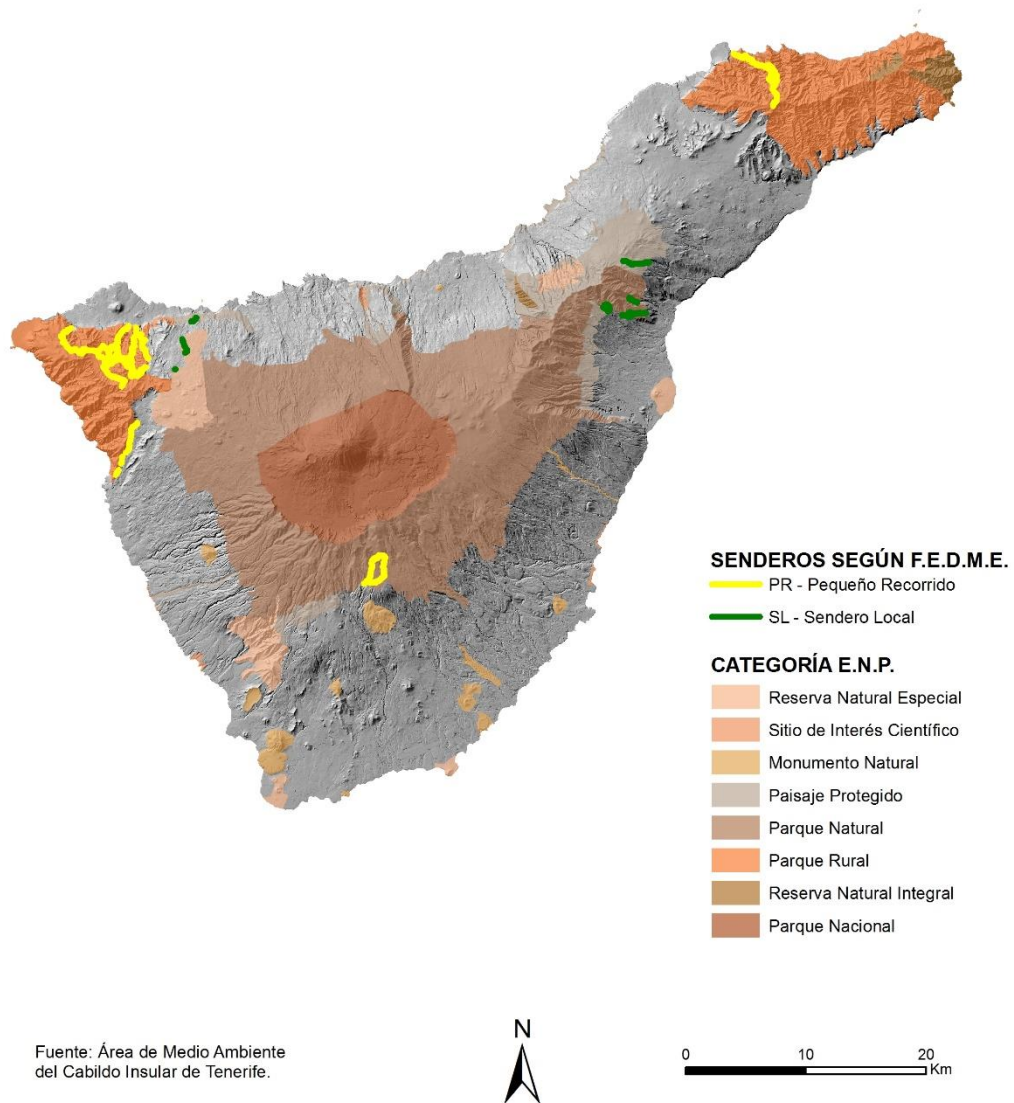 SENDEROS SEGÚN F.E.D.M.E.
PR - Pequeño Recorrido
SL - Sendero Local
CATEGORÍA E.N.P.
Reserva Natural Especial
Sitio de Interés Científico
Monumento Natural
Paisaje Protegido
Parque Natural
Parque Rural
Reserva Natural Integral
Parque Nacional
Fuente: Área de Medio Ambiente
del Cabildo Insular de Tenerife.
N
0 10 20
Km